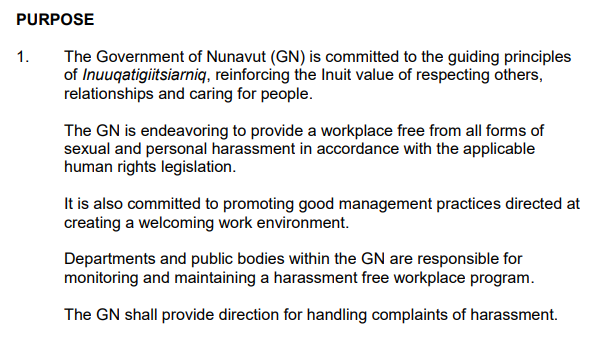 PURPOSE
1. The Government of Nunavut (GN) is committed to the guiding principles
of Inuuqatigiitsiarniq, reinforcing the Inuit value of respecting others,
relationships and caring for people.
The GN is endeavoring to provide a workplace free from all forms of
sexual and personal harassment in accordance with the applicable
human rights legislation.
It is also committed to promoting good management practices directed at
creating a welcoming work environment.
Departments and public bodies within the GN are responsible for
monitoring and maintaining a harassment free workplace program.
The GN shall provide direction for handling complaints of harassment.